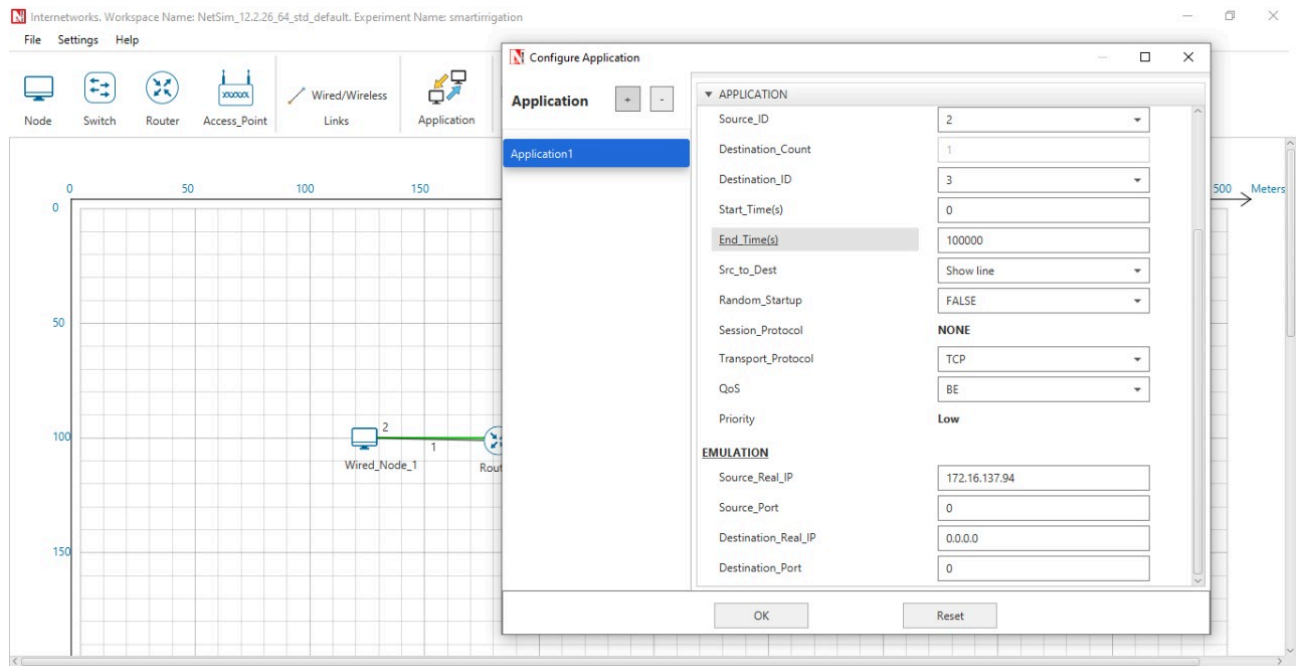 Internetworks. Workspace Name: NetSim_12.2.26_64_std_default. Experiment Name: smartirrigation
File Settings Help
Node
Switch
Router
Access_Point
Wired/Wireless
Links
Application
0 50 100 150 500 Meters
0
50
100
150
2
1
Wired_Node_1
Rout
Configure Application
Application + -
Application1
APPLICATION
Source_ID 2
Destination_Count 1
Destination_ID 3
Start_Time(s) 0
End_Time(s) 100000
Src_to_Dest Show line
Random_Startup FALSE
Session_Protocol NONE
Transport_Protocol TCP
QoS BE
Priority Low
EMULATION
Source_Real_IP 172.16.137.94
Source_Port 0
Destination_Real_IP 0.0.0.0
Destination_Port 0
OK Reset